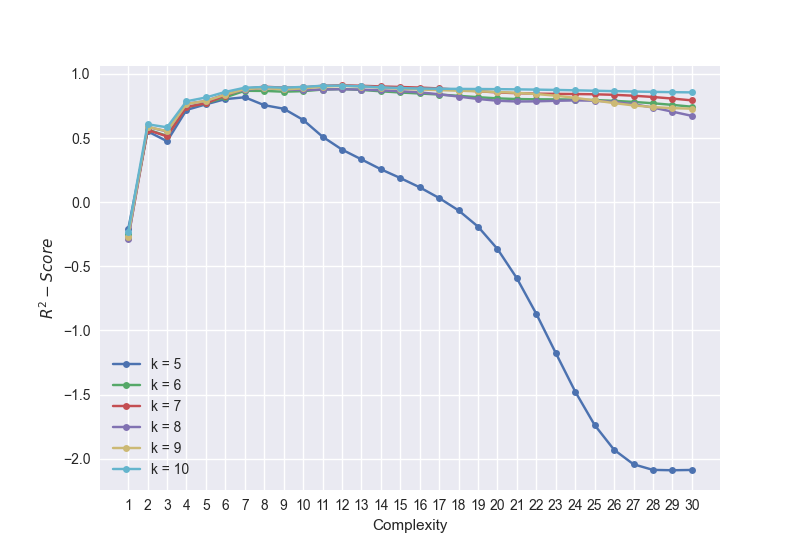 1.0
0.5
0.0
−0.5
−1.0
−1.5
−2.0
R² − Score
k = 5
k = 6
k = 7
k = 8
k = 9
k = 10
1 2 3 4 5 6 7 8 9 10 11 12 13 14 15 16 17 18 19 20 21 22 23 24 25 26 27 28 29 30
Complexity